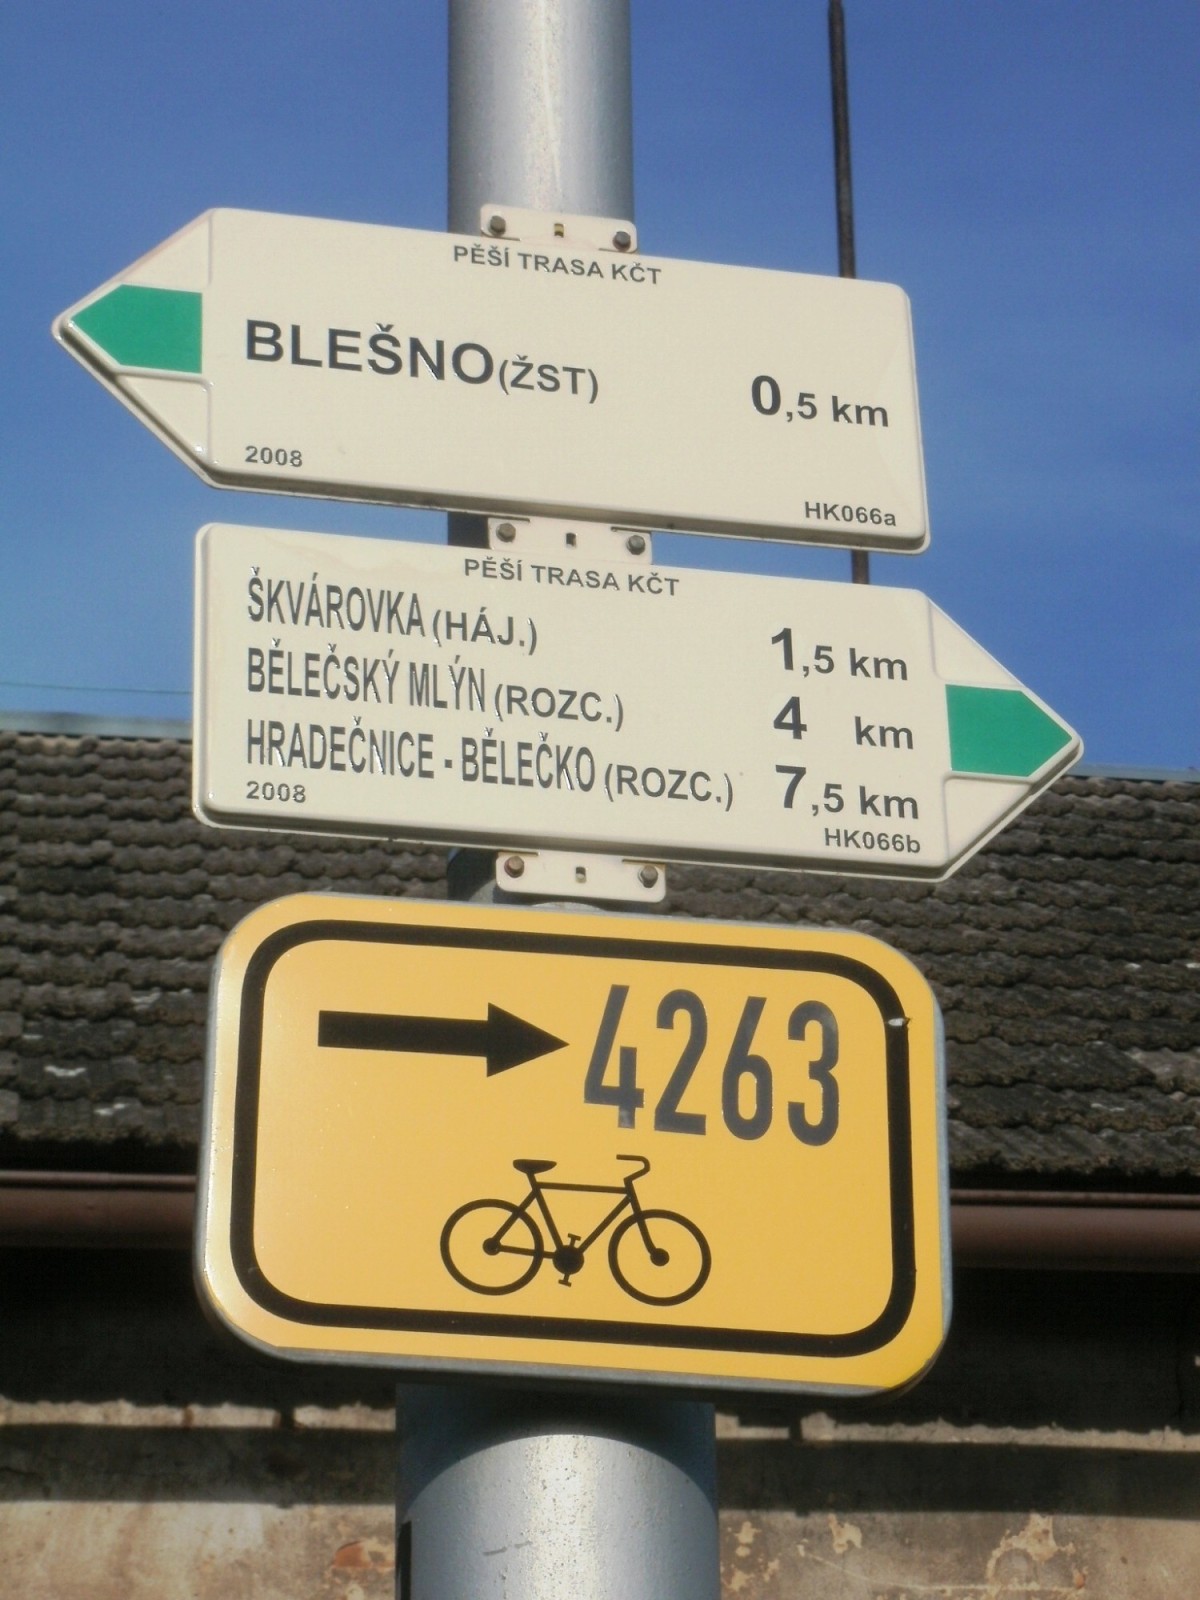 PĚŠÍ TRASA KČT
BLEŠNO (ŽST) 0,5 km
2008
HK066a
PĚŠÍ TRASA KČT
ŠKVÁROVKA (HÁJ.) 1,5 km
BĚLEČSKÝ MLÝN (ROZC.) 4 km
HRADEČNICE - BĚLEČKO (ROZC.) 7,5 km
2008
HK066b
4263